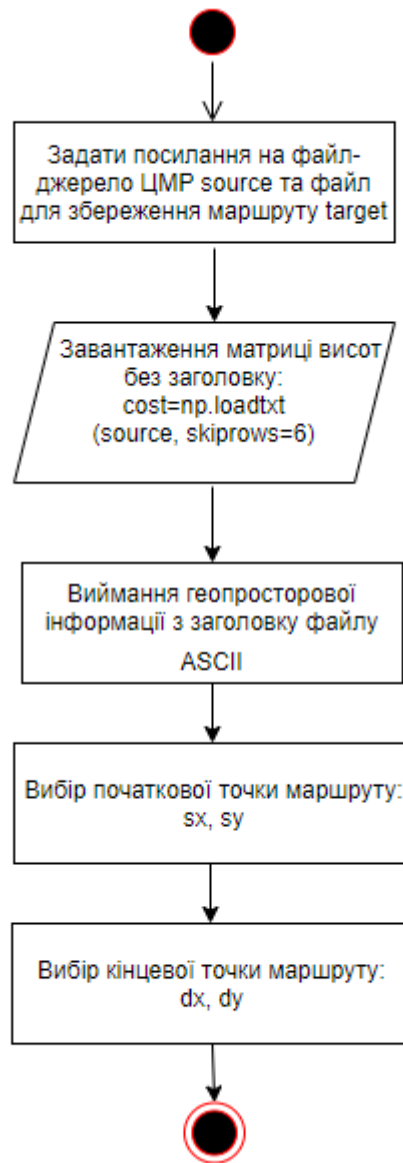 Задати посилання на файл-
джерело ЦМР source та файл
для збереження маршруту target
Завантаження матриці висот
без заголовку:
cost=np.loadtxt
(source, skiprows=6)
Виймання геопросторової
інформації з заголовку файлу
ASCII
Вибір початкової точки маршруту:
sx, sy
Вибір кінцевої точки маршруту:
dx, dy